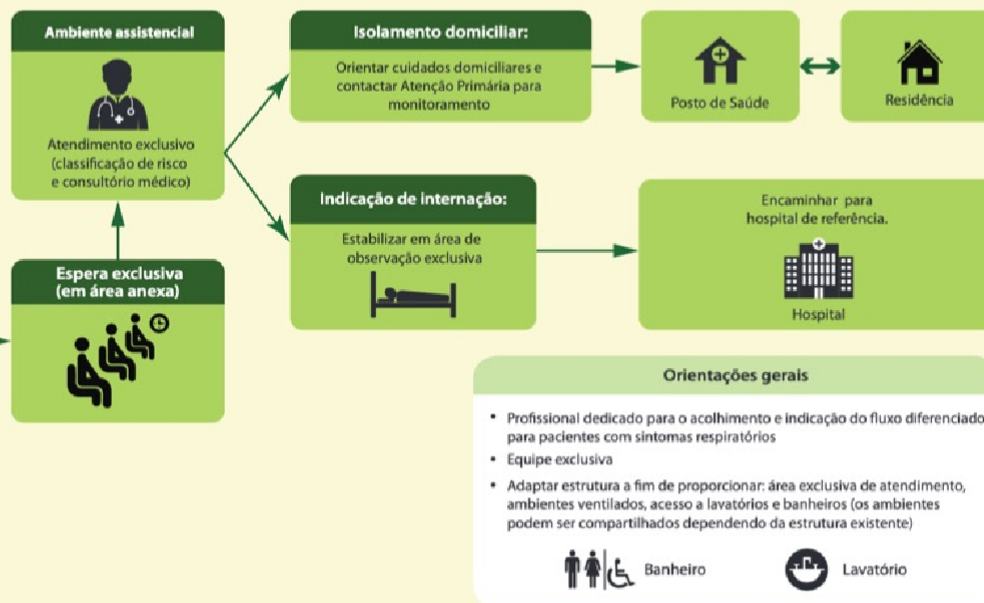 Ambiente assistencial
Atendimento exclusivo
(classificação de risco
e consultório médico)
Isolamento domiciliar:
Orientar cuidados domiciliares e
contactar Atenção Primária para
monitoramento
Posto de Saúde
Residência
Espera exclusiva
(em área anexa)
Indicação de internação:
Estabilizar em área de
observação exclusiva
Encaminhar para
hospital de referência.
Hospital
Orientações gerais
• Profissional dedicado para o acolhimento e indicação do fluxo diferenciado
para pacientes com sintomas respiratórios
• Equipe exclusiva
• Adaptar estrutura a fim de proporcionar: área exclusiva de atendimento,
ambientes ventilados, acesso a lavatórios e banheiros (os ambientes
podem ser compartilhados dependendo da estrutura existente)
Banheiro
Lavatório